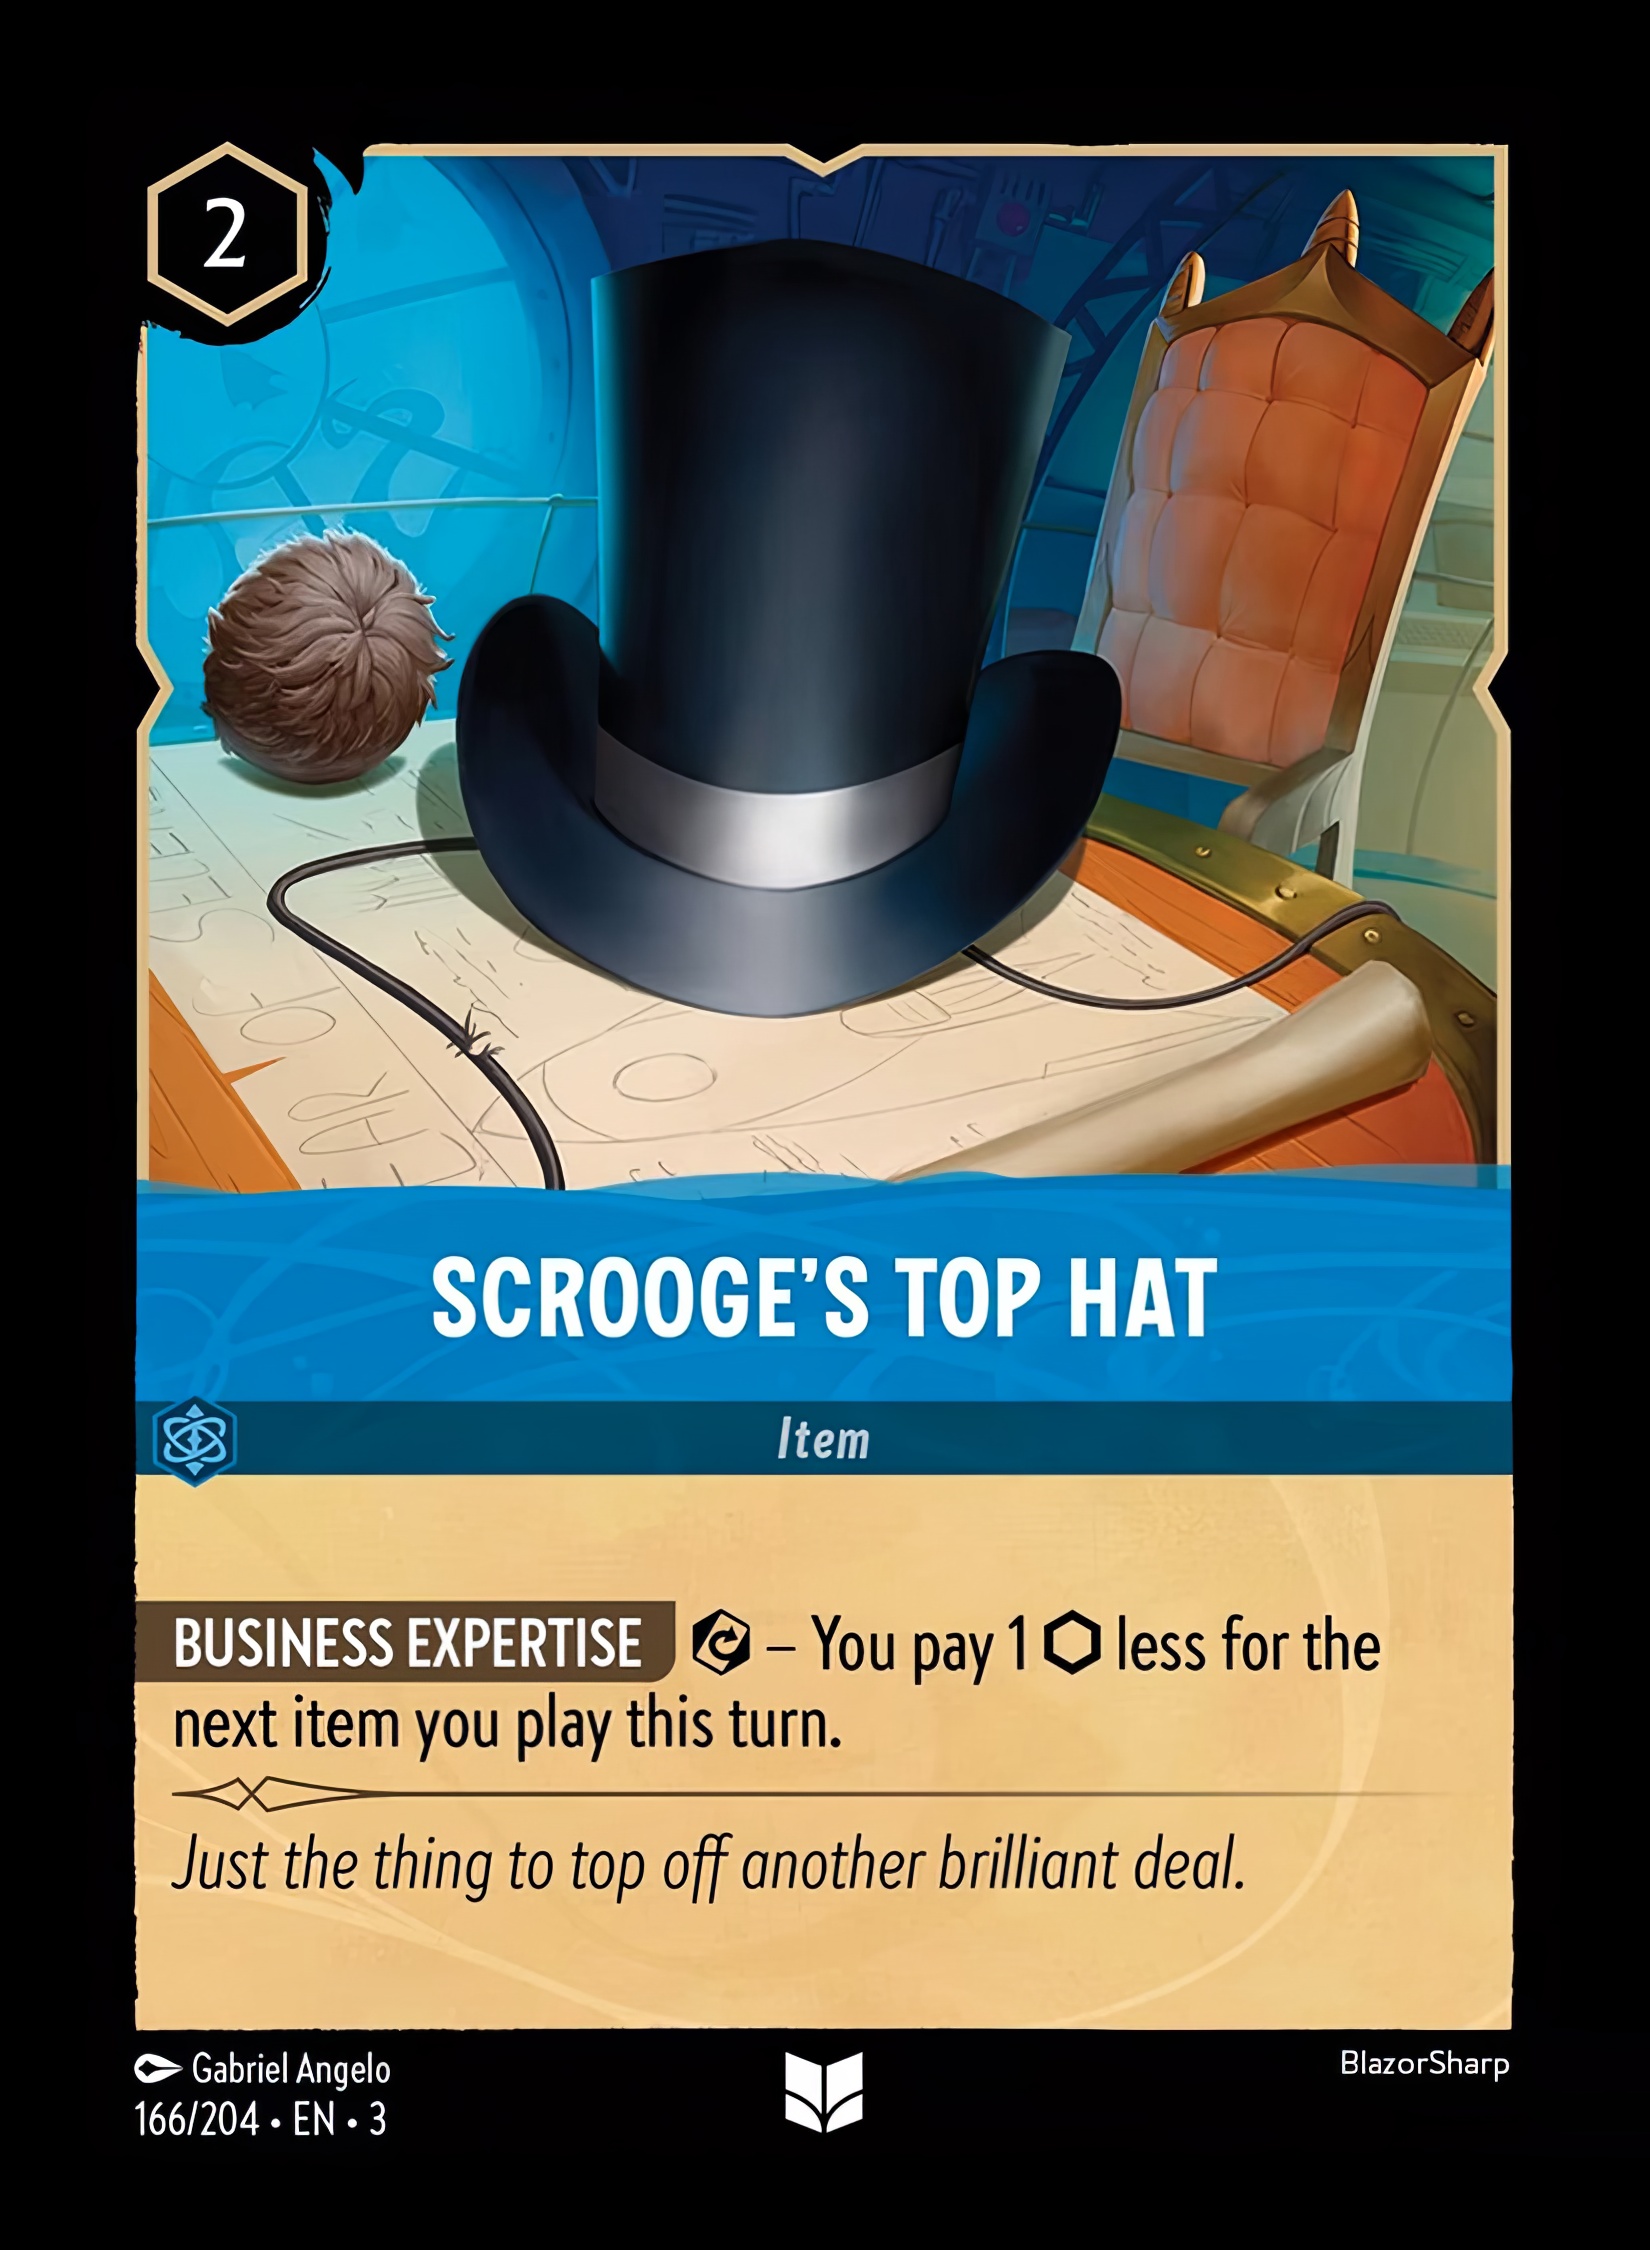 2
SCROOGE’S TOP HAT
Item
BUSINESS EXPERTISE – You pay 1 less for the
next item you play this turn.
Just the thing to top off another brilliant deal.
Gabriel Angelo
BlazorSharp
166/204 • EN • 3